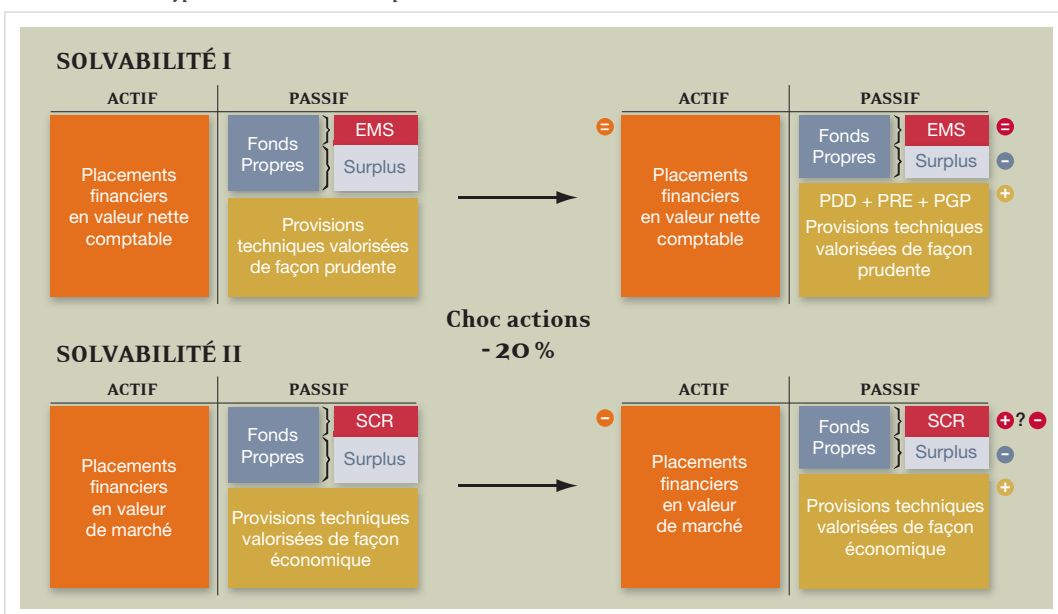 SOLVABILITÉ I
ACTIF
PASSIF
Placements
financiers
en valeur nette
comptable
Fonds
Propres
}
}
EMS
Surplus
Provisions
techniques valorisées
de façon prudente
ACTIF
PASSIF
=
Placements
financiers
en valeur nette
comptable
Fonds
Propres
}
}
EMS
Surplus
=
-
+
PDD + PRE + PGP
Provisions techniques
valorisées de façon
prudente
Choc actions
- 20 %
SOLVABILITÉ II
ACTIF
PASSIF
Placements
financiers
en valeur
de marché
Fonds
Propres
}
}
SCR
Surplus
Provisions techniques
valorisées de façon
économique
ACTIF
PASSIF
-
Placements
financiers
en valeur
de marché
Fonds
Propres
}
}
SCR
Surplus
+ ? -
-
+
Provisions techniques
valorisées de façon
économique